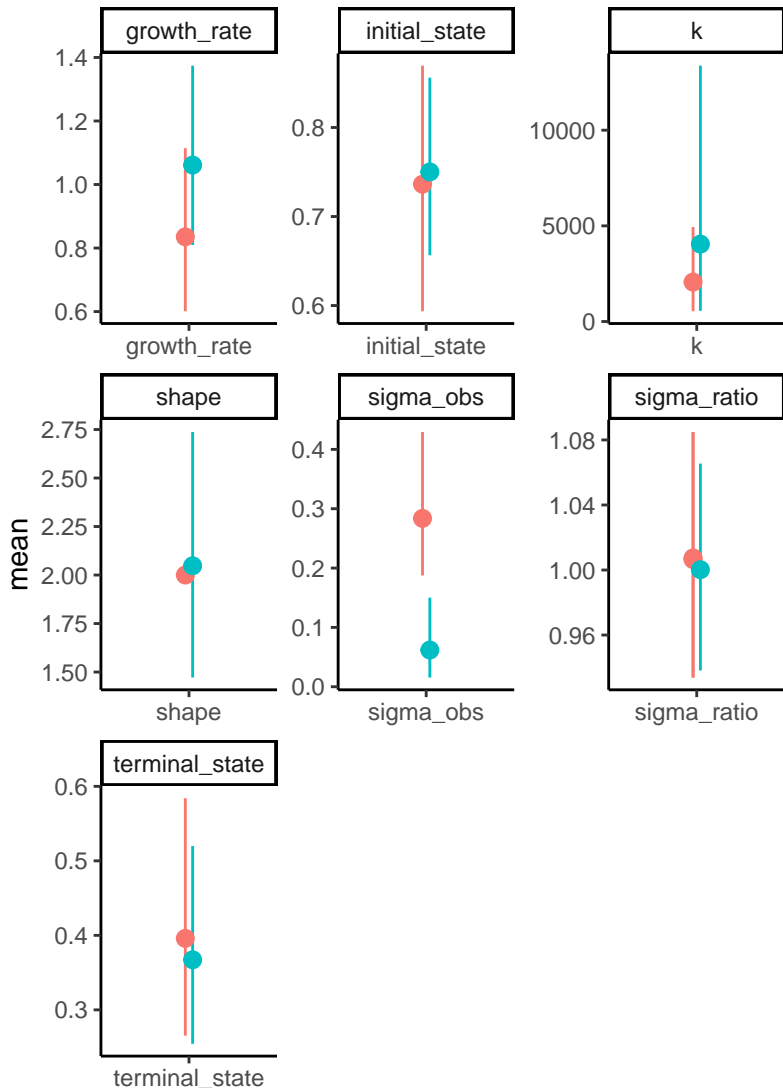 growth_rate
initial_state
k
1.4
1.2
1.0
0.8
0.6
0.8
0.7
0.6
10000
5000
0
growth_rate
initial_state
k
shape
sigma_obs
sigma_ratio
mean
2.75
2.50
2.25
2.00
1.75
1.50
0.4
0.3
0.2
0.1
0.0
1.08
1.04
1.00
0.96
shape
sigma_obs
sigma_ratio
terminal_state
0.6
0.5
0.4
0.3
terminal_state